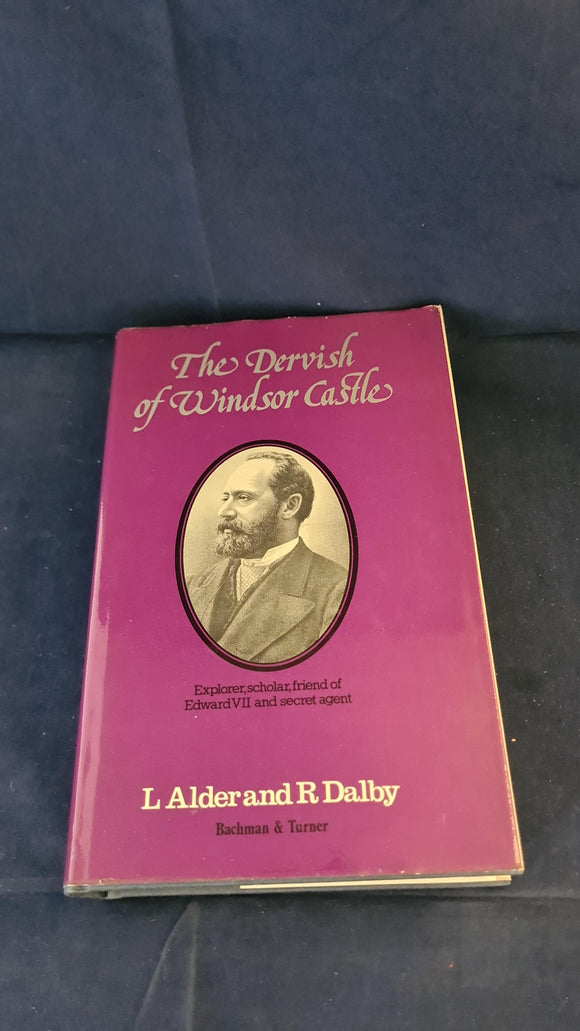 The Dervish
of Windsor Castle
Explorer, scholar, friend of
Edward VII and secret agent
L Alder and R Dalby
Bachman & Turner